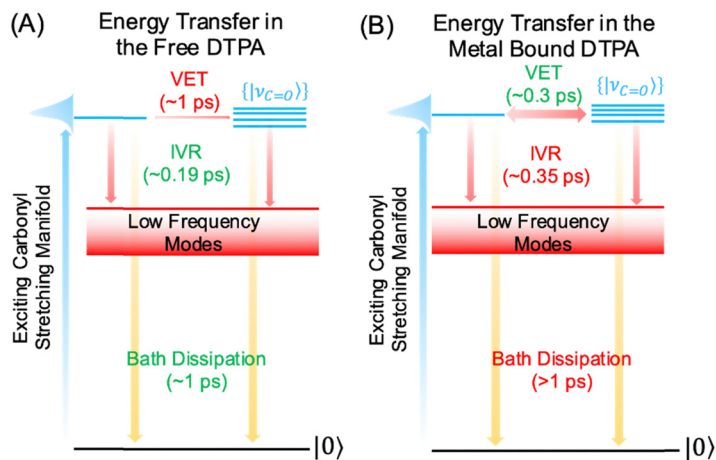 (A)
Energy Transfer in
the Free DTPA
VET
(~1 ps)
{|νC=O⟩}
IVR
(~0.19 ps)
Low Frequency
Modes
Exciting Carbonyl
Stretching Manifold
Bath Dissipation
(~1 ps)
|0⟩
(B)
Energy Transfer in the
Metal Bound DTPA
VET
(~0.3 ps)
{|νC=O⟩}
IVR
(~0.35 ps)
Low Frequency
Modes
Exciting Carbonyl
Stretching Manifold
Bath Dissipation
(>1 ps)
|0⟩